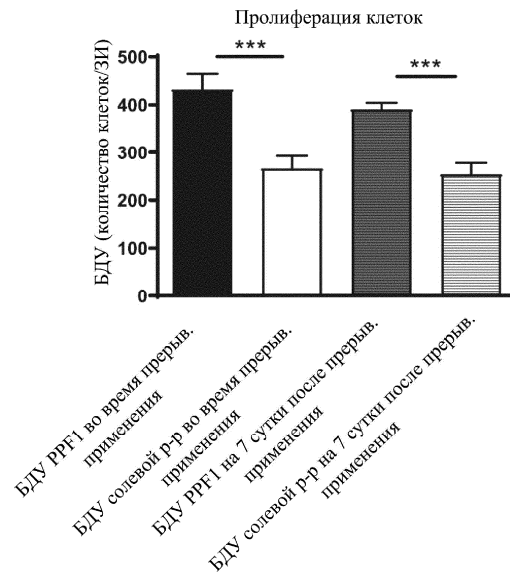 Пролиферация клеток
БДУ (количество клеток/ЗИ)
500
400
300
200
100
0
***
***
БДУ PPF1 во время прерыв.
применения
БДУ солевой р-р во время прерыв.
применения
БДУ PPF1 на 7 сутки после прерыв.
применения
БДУ солевой р-р на 7 сутки после прерыв.
применения